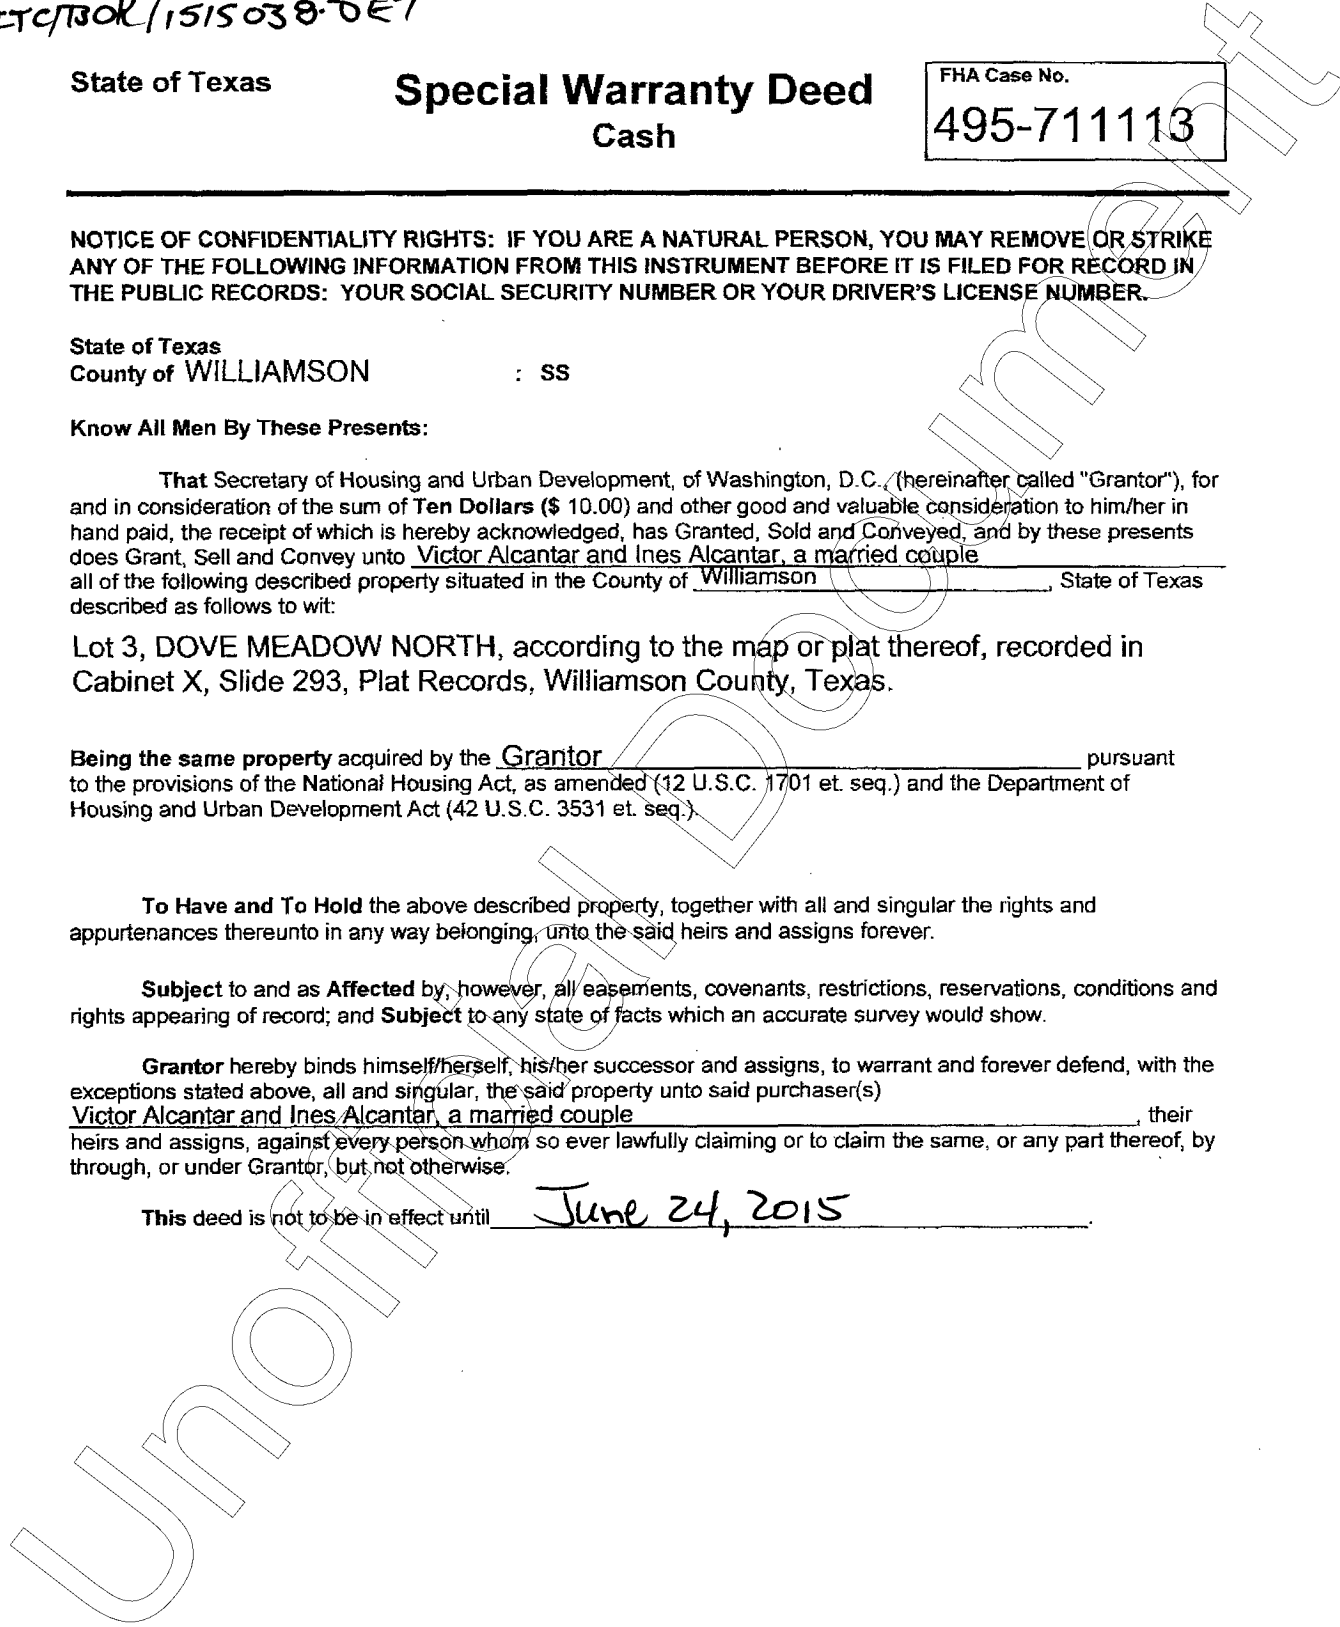 ETC/BOR/1515038-DET
State of Texas
Special Warranty Deed
Cash
FHA Case No.
495-711113
NOTICE OF CONFIDENTIALITY RIGHTS: IF YOU ARE A NATURAL PERSON, YOU MAY REMOVE OR STRIKE
ANY OF THE FOLLOWING INFORMATION FROM THIS INSTRUMENT BEFORE IT IS FILED FOR RECORD IN
THE PUBLIC RECORDS: YOUR SOCIAL SECURITY NUMBER OR YOUR DRIVER'S LICENSE NUMBER.
State of Texas
County of WILLIAMSON : SS
Know All Men By These Presents:
That Secretary of Housing and Urban Development, of Washington, D.C., (hereinafter called "Grantor"), for
and in consideration of the sum of Ten Dollars ($ 10.00) and other good and valuable consideration to him/her in
hand paid, the receipt of which is hereby acknowledged, has Granted, Sold and Conveyed, and by these presents
does Grant, Sell and Convey unto Victor Alcantar and Ines Alcantar, a married couple
all of the following described property situated in the County of Williamson, State of Texas
described as follows to wit:
Lot 3, DOVE MEADOW NORTH, according to the map or plat thereof, recorded in
Cabinet X, Slide 293, Plat Records, Williamson County, Texas.
Being the same property acquired by the Grantor pursuant
to the provisions of the National Housing Act, as amended (12 U.S.C. 1701 et. seq.) and the Department of
Housing and Urban Development Act (42 U.S.C. 3531 et. seq.).
To Have and To Hold the above described property, together with all and singular the rights and
appurtenances thereunto in any way belonging, unto the said heirs and assigns forever.
Subject to and as Affected by, however, all easements, covenants, restrictions, reservations, conditions and
rights appearing of record; and Subject to any state of facts which an accurate survey would show.
Grantor hereby binds himself/herself, his/her successor and assigns, to warrant and forever defend, with the
exceptions stated above, all and singular, the said property unto said purchaser(s)
Victor Alcantar and Ines Alcantar, a married couple, their
heirs and assigns, against every person whom so ever lawfully claiming or to claim the same, or any part thereof, by
through, or under Grantor, but not otherwise.
This deed is not to be in effect until June 24, 2015.
Unofficial Document